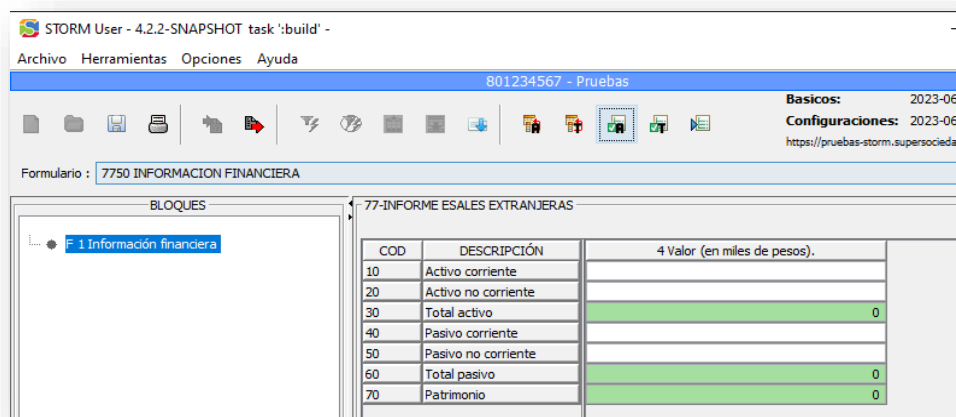 STORM User - 4.2.2-SNAPSHOT task ':build' -
Archivo Herramientas Opciones Ayuda
801234567 - Pruebas
Basicos: 2023-06
Configuraciones: 2023-06
https://pruebas-storm.supersocieda
Formulario : 7750 INFORMACION FINANCIERA
BLOQUES
F 1 Información financiera
77-INFORME ESALES EXTRANJERAS
COD DESCRIPCIÓN 4 Valor (en miles de pesos).
10 Activo corriente
20 Activo no corriente
30 Total activo 0
40 Pasivo corriente
50 Pasivo no corriente
60 Total pasivo 0
70 Patrimonio 0